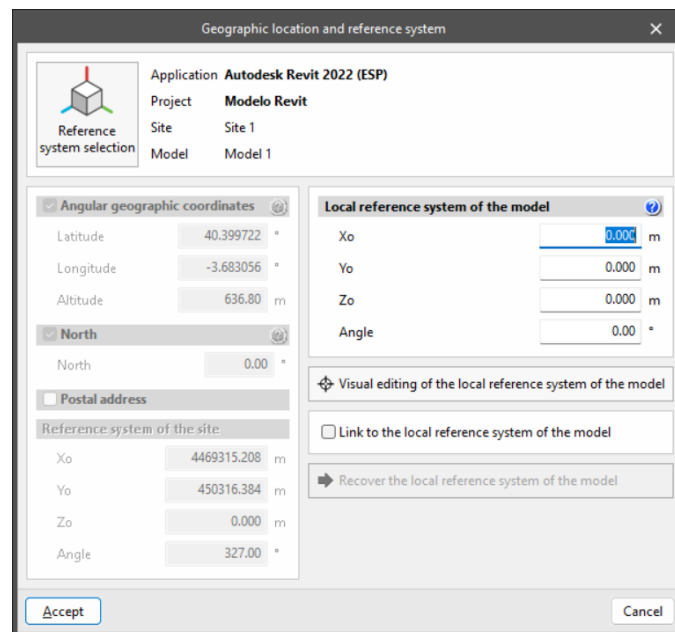 Geographic location and reference system
Reference
system selection
Application Autodesk Revit 2022 (ESP)
Project Modelo Revit
Site Site 1
Model Model 1
Angular geographic coordinates
Latitude 40.399722 °
Longitude -3.683056 °
Altitude 636.80 m
North
North 0.00 °
Postal address
Reference system of the site
Xo 4469315.208 m
Yo 450316.384 m
Zo 0.000 m
Angle 327.00 °
Local reference system of the model ?
Xo 0.000 m
Yo 0.000 m
Zo 0.000 m
Angle 0.00 °
Visual editing of the local reference system of the model
Link to the local reference system of the model
Recover the local reference system of the model
Accept
Cancel